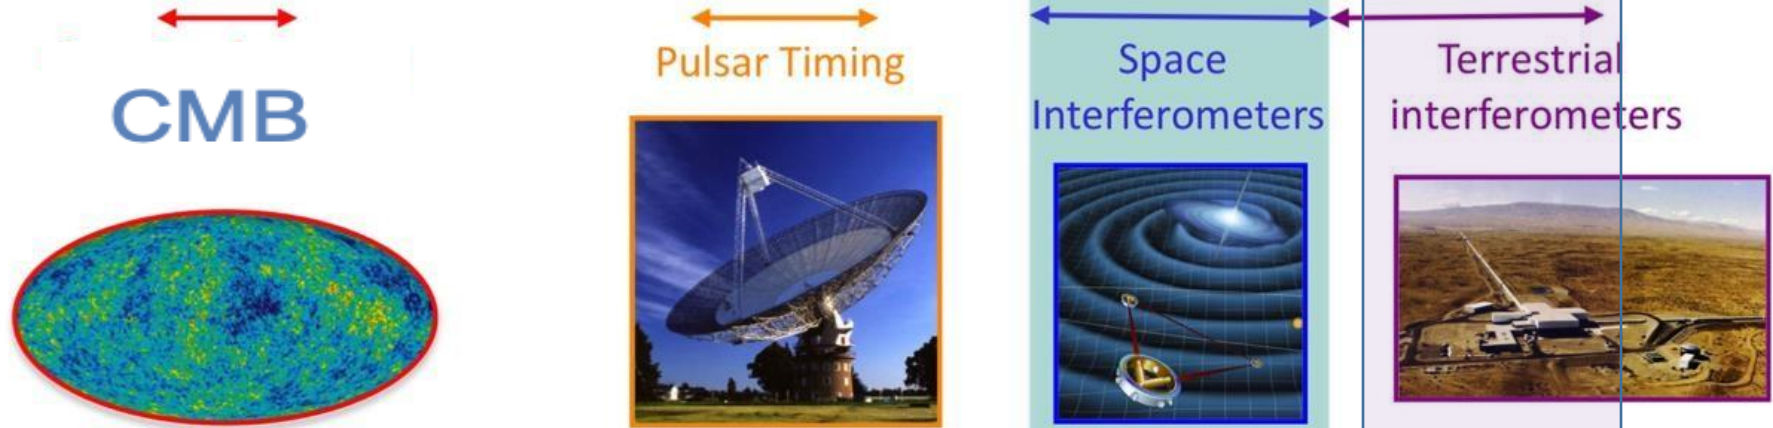 CMB
Pulsar Timing
Space
Interferometers
Terrestrial
interferometers